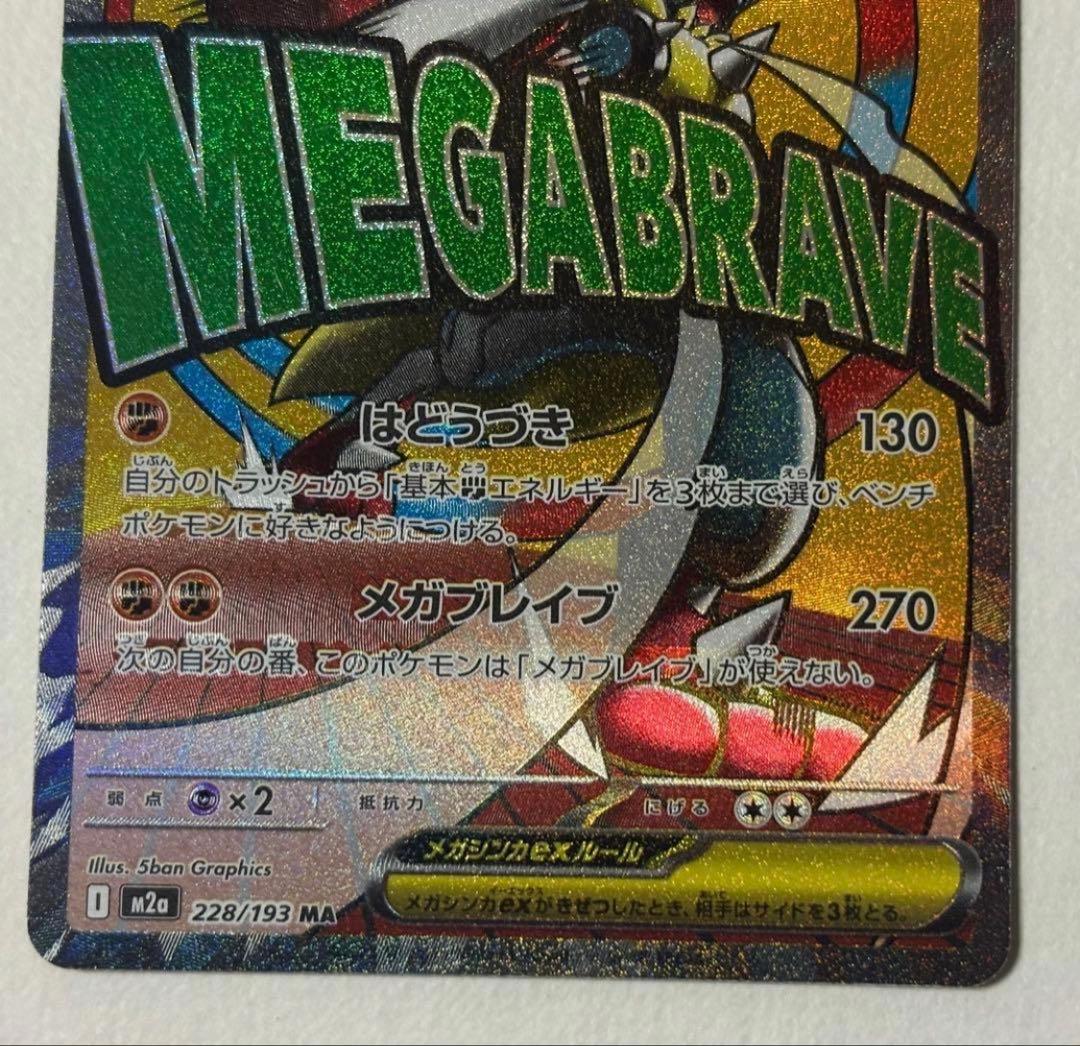 MEGABRAVE
はどうづき 130
自分のトラッシュから「基本エネルギー」を3枚まで選び、ベンチ
ポケモンに好きなようにつける。
メガブレイブ 270
次の自分の番、このポケモンは「メガブレイブ」が使えない。
弱点 ×2 抵抗力 にげる
Illus. 5ban Graphics
メガシンカexルール
I m2a 228/193 MA
メガシンカexがきぜつしたとき、相手はサイドを3枚とる。